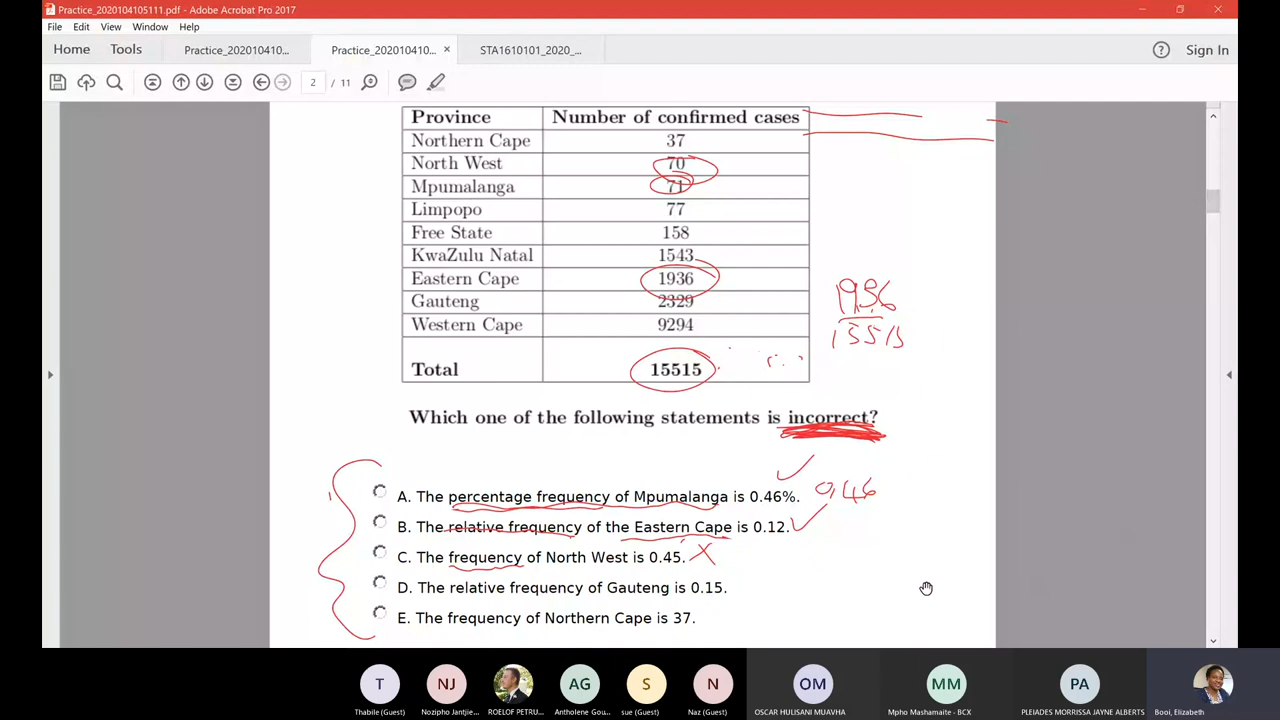 Practice_2020104105111.pdf - Adobe Acrobat Pro 2017
File Edit View Window Help
Home Tools Practice_202010410... Practice_202010410... × STA1610101_2020_... Sign In
2 / 11
Province Number of confirmed cases
Northern Cape 37
North West 70
Mpumalanga 71
Limpopo 77
Free State 158
KwaZulu Natal 1543
Eastern Cape 1936
Gauteng 2329
Western Cape 9294
Total 15515
1936
15515
Which one of the following statements is incorrect?
A. The percentage frequency of Mpumalanga is 0.46%. 0,46
B. The relative frequency of the Eastern Cape is 0.12.
C. The frequency of North West is 0.45. X
D. The relative frequency of Gauteng is 0.15.
E. The frequency of Northern Cape is 37.
T NJ AG S N OM MM PA
Thabile (Guest) Nozipho Jantjie... ROELOF PETRU... Antholene Gou... sue (Guest) Naz (Guest) OSCAR HULISANI MUAVHA Mpho Mashamaite - BCX PLEIADES MORRISSA JAYNE ALBERTS Booi, Elizabeth